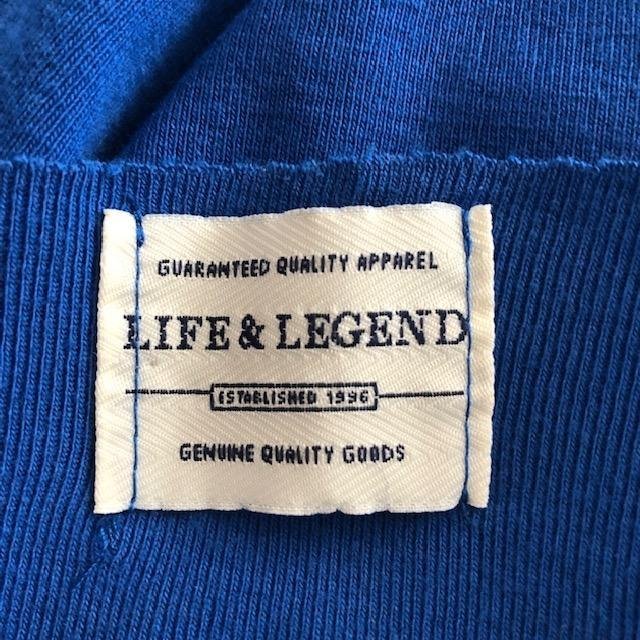 GUARANTEED QUALITY APPAREL
LIFE & LEGEND
ESTABLISHED 1996
GENUINE QUALITY GOODS